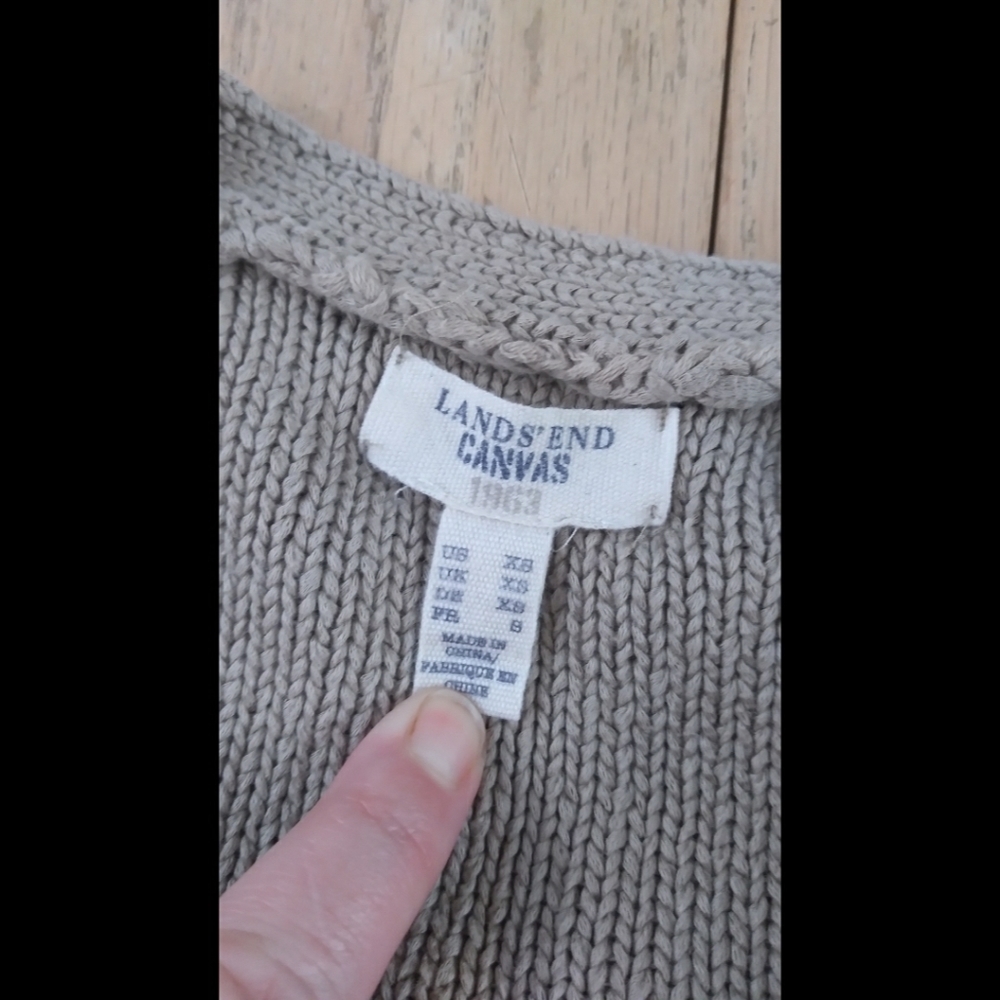 LANDS' END
CANVAS
1963
US XS
UK XS
DE XS
FR S
MADE IN
CHINA/
FABRIQUE EN
CHINE